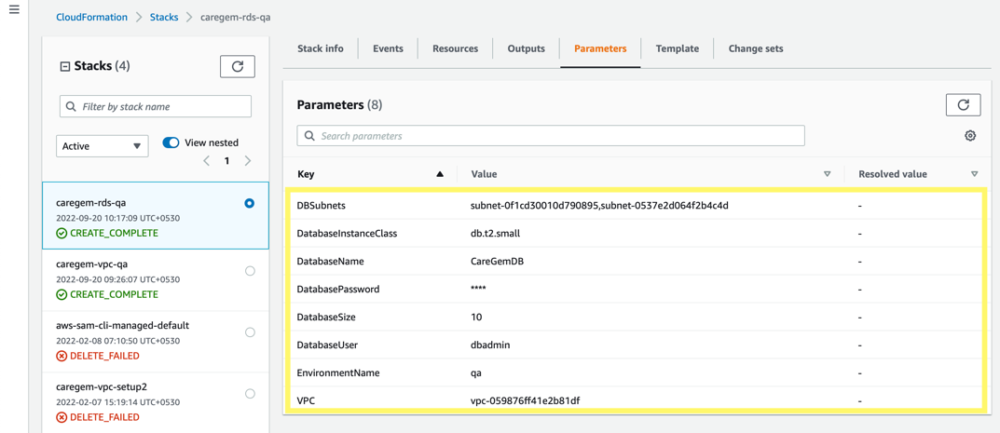 CloudFormation > Stacks > caregem-rds-qa
Stacks (4)
Filter by stack name
Active
View nested
1
caregem-rds-qa
2022-09-20 10:17:09 UTC+0530
CREATE_COMPLETE
caregem-vpc-qa
2022-09-20 09:26:07 UTC+0530
CREATE_COMPLETE
aws-sam-cli-managed-default
2022-02-08 07:10:50 UTC+0530
DELETE_FAILED
caregem-vpc-setup2
2022-02-07 15:19:14 UTC+0530
DELETE_FAILED
Stack info Events Resources Outputs Parameters Template Change sets
Parameters (8)
Search parameters
Key Value Resolved value
DBSubnets subnet-0f1cd30010d790895,subnet-0537e2d064f2b4c4d -
DatabaseInstanceClass db.t2.small -
DatabaseName CareGemDB -
DatabasePassword **** -
DatabaseSize 10 -
DatabaseUser dbadmin -
EnvironmentName qa -
VPC vpc-059876ff41e2b81df -